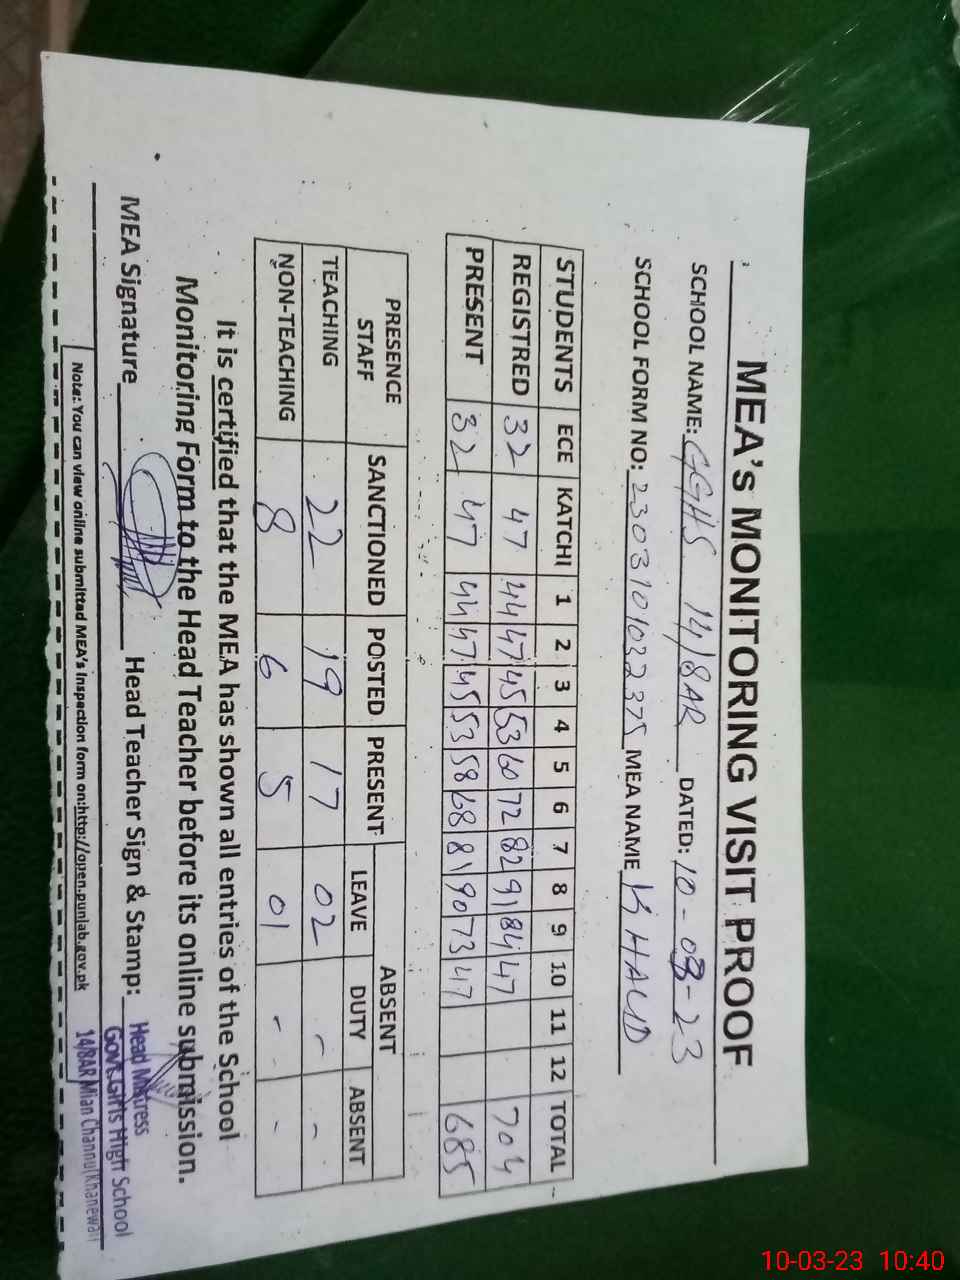 MEA's MONITORING VISIT PROOF
SCHOOL NAME: GGHS 14/8AR DATED: 10-03-23
SCHOOL FORM NO: 2303101022375 MEA NAME KHALID
STUDENTS ECE KATCHI 1 2 3 4 5 6 7 8 9 10 11 12 TOTAL
REGISTRED 32 47 44 47 45 53 60 72 82 91 84 47 704
PRESENT 32 47 44 47 45 53 58 68 81 90 73 47 685
PRESENCE STAFF SANCTIONED POSTED PRESENT ABSENT
LEAVE DUTY ABSENT
TEACHING 22 19 17 02 - -
NON-TEACHING 8 6 5 01 - -
It is certified that the MEA has shown all entries of the School
Monitoring Form to the Head Teacher before its online submission.
MEA Signature Head Teacher Sign & Stamp:
Head Mistress
Govt. Girls High School
14/8AR Mian Channu (Khanewal)
Note: You can view online submitted MEA's inspection form on:http://open.punlab.gov.pk
10-03-23 10:40